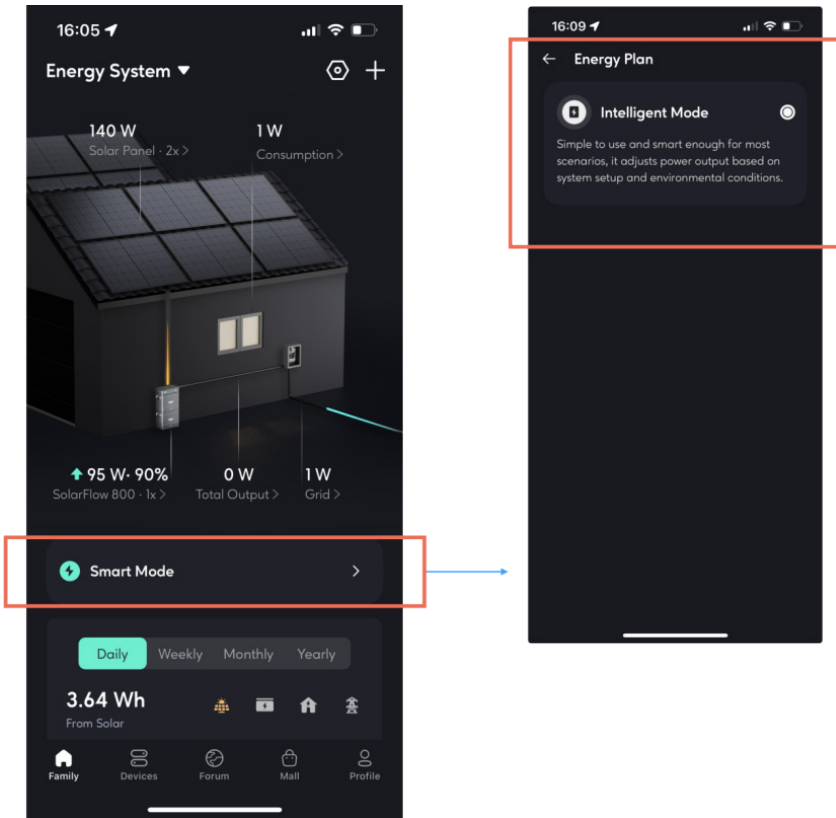 16:05
Energy System
140 W
Solar Panel · 2x >
1 W
Consumption >
95 W· 90%
SolarFlow 800 · 1x >
0 W
Total Output >
1 W
Grid >
Smart Mode
Daily Weekly Monthly Yearly
3.64 Wh
From Solar
Family Devices Forum Mall Profile
16:09
Energy Plan
Intelligent Mode
Simple to use and smart enough for most
scenarios, it adjusts power output based on
system setup and environmental conditions.